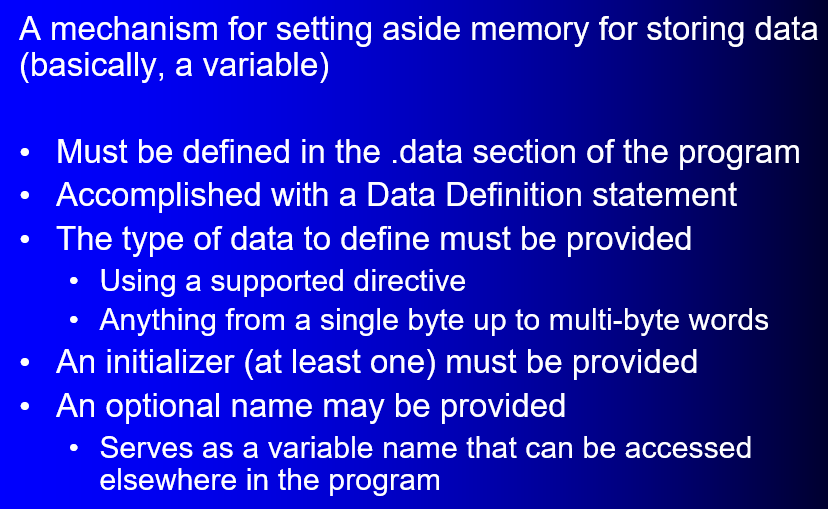 A mechanism for setting aside memory for storing data
(basically, a variable)
• Must be defined in the .data section of the program
• Accomplished with a Data Definition statement
• The type of data to define must be provided
• Using a supported directive
• Anything from a single byte up to multi-byte words
• An initializer (at least one) must be provided
• An optional name may be provided
• Serves as a variable name that can be accessed
elsewhere in the program